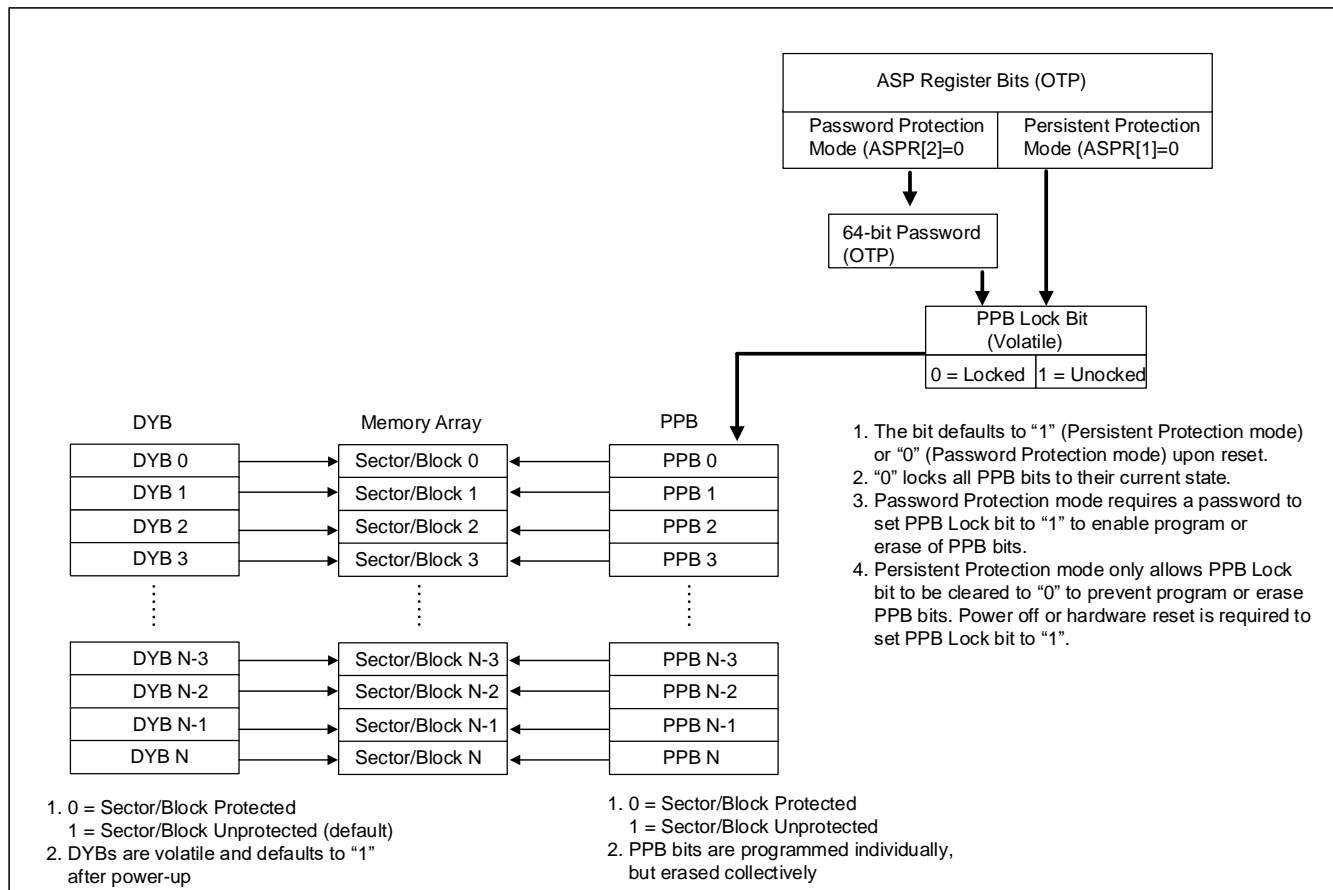 ASP Register Bits (OTP)
Password Protection
Mode (ASPR[2]=0
Persistent Protection
Mode (ASPR[1]=0
64-bit Password
(OTP)
PPB Lock Bit
(Volatile)
0 = Locked
1 = Unocked
1. The bit defaults to “1” (Persistent Protection mode)
or “0” (Password Protection mode) upon reset.
2. “0” locks all PPB bits to their current state.
3. Password Protection mode requires a password to
set PPB Lock bit to “1” to enable program or
erase of PPB bits.
4. Persistent Protection mode only allows PPB Lock
bit to be cleared to “0” to prevent program or erase
PPB bits. Power off or hardware reset is required to
set PPB Lock bit to “1”.
DYB
Memory Array
PPB
DYB 0
Sector/Block 0
PPB 0
DYB 1
Sector/Block 1
PPB 1
DYB 2
Sector/Block 2
PPB 2
DYB 3
Sector/Block 3
PPB 3
DYB N-3
Sector/Block N-3
PPB N-3
DYB N-2
Sector/Block N-2
PPB N-2
DYB N-1
Sector/Block N-1
PPB N-1
DYB N
Sector/Block N
PPB N
1. 0 = Sector/Block Protected
1 = Sector/Block Unprotected (default)
2. DYBs are volatile and defaults to “1”
after power-up
1. 0 = Sector/Block Protected
1 = Sector/Block Unprotected
2. PPB bits are programmed individually,
but erased collectively